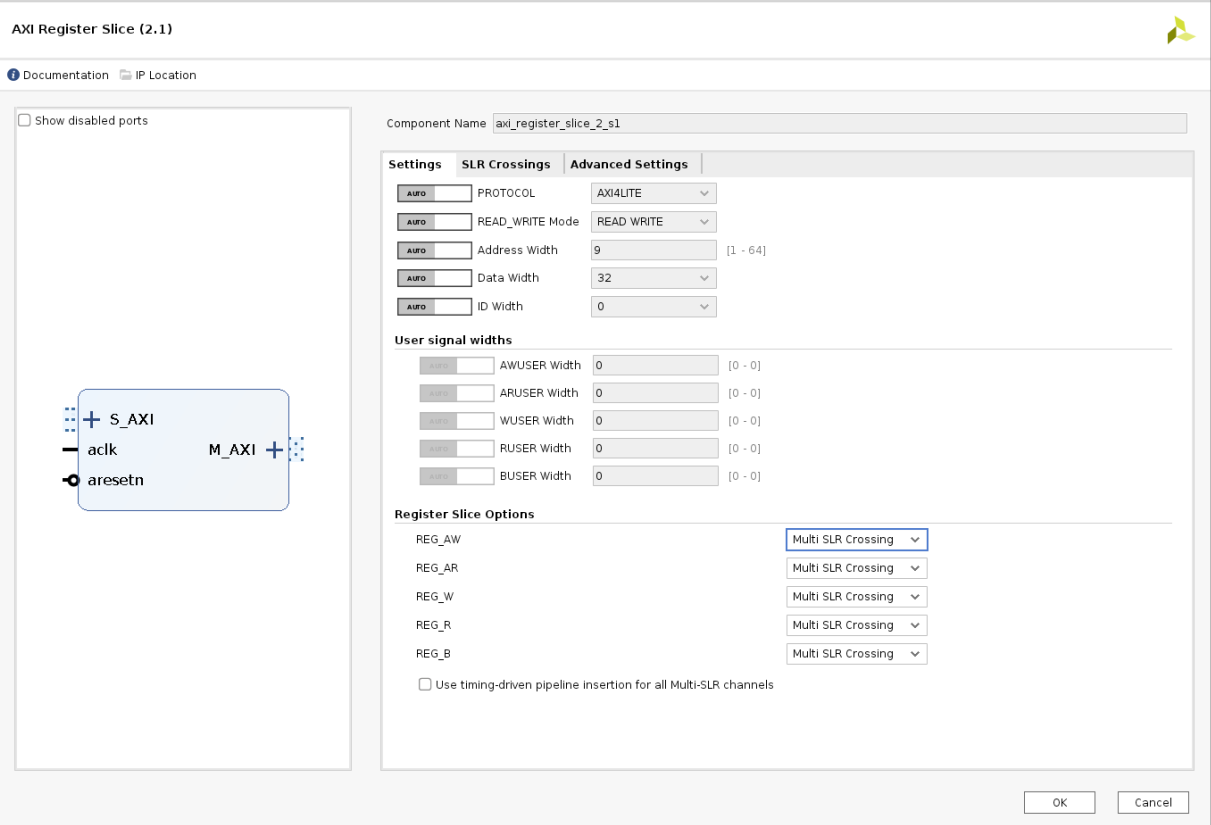 AXI Register Slice (2.1)
Documentation IP Location
Show disabled ports
S_AXI
aclk
aresetn
M_AXI
Component Name axi_register_slice_2_s1
Settings SLR Crossings Advanced Settings
AUTO PROTOCOL AXI4LITE
AUTO READ_WRITE Mode READ WRITE
AUTO Address Width 9 [1 - 64]
AUTO Data Width 32
AUTO ID Width 0
User signal widths
AUTO AWUSER Width 0 [0 - 0]
AUTO ARUSER Width 0 [0 - 0]
AUTO WUSER Width 0 [0 - 0]
AUTO RUSER Width 0 [0 - 0]
AUTO BUSER Width 0 [0 - 0]
Register Slice Options
REG_AW Multi SLR Crossing
REG_AR Multi SLR Crossing
REG_W Multi SLR Crossing
REG_R Multi SLR Crossing
REG_B Multi SLR Crossing
Use timing-driven pipeline insertion for all Multi-SLR channels
OK Cancel